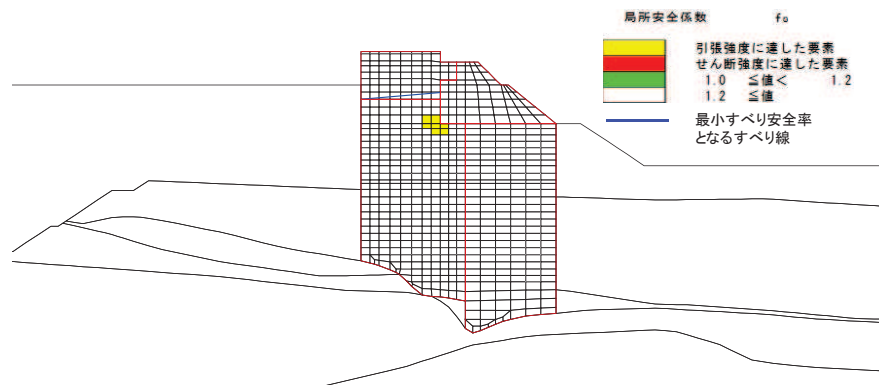 局所安全係数 fₒ
引張強度に達した要素
せん断強度に達した要素
1.0 ≦値< 1.2
1.2 ≦値
最小すべり安全率
となるすべり線